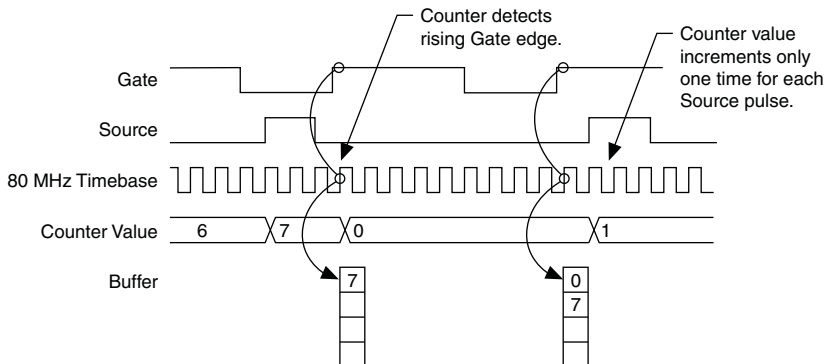 Counter detects
rising Gate edge.
Counter value
increments only
one time for each
Source pulse.
Gate
Source
80 MHz Timebase
Counter Value 6 7 0 1
Buffer 7 0
7